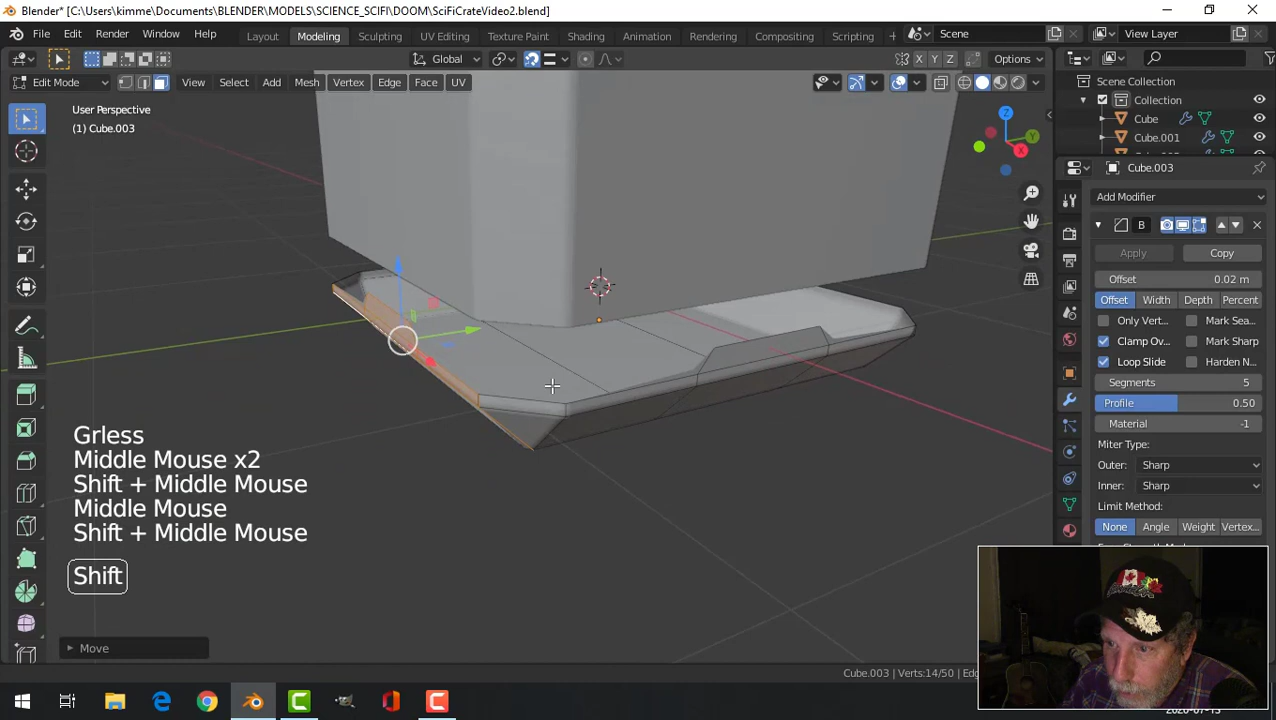 Blender* [C:\Users\kimme\Documents\BLENDER\MODELS\SCIENCE_SCIFI\DOOM\SciFiCrateVideo2.blend]
File Edit Render Window Help Layout Modeling Sculpting UV Editing Texture Paint Shading Animation Rendering Compositing Scripting Scene View Layer
Global X Y Z Options
Edit Mode View Select Add Mesh Vertex Edge Face UV
User Perspective
(1) Cube.003
Scene Collection
Collection
Cube
Cube.001
Cube.003
Add Modifier
B
Apply Copy
Offset 0.02 m
Offset Width Depth Percent
Only Vert... Mark Sea...
Clamp Ov... Mark Sharp
Loop Slide Harden N...
Segments 5
Profile 0.50
Material -1
Miter Type:
Outer: Sharp
Inner: Sharp
Limit Method:
None Angle Weight Vertex...
Z
Y
X
Grless
Middle Mouse x2
Shift + Middle Mouse
Middle Mouse
Shift + Middle Mouse
Shift
Move
Cube.003 | Verts:14/50 | Ed